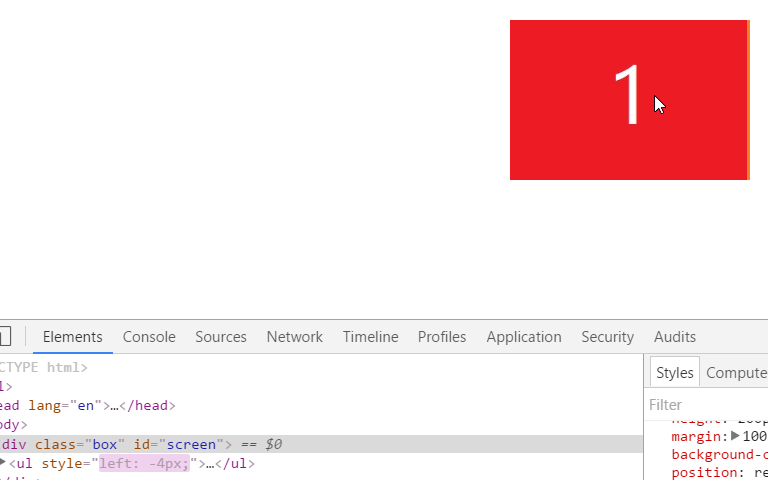 1
Elements Console Sources Network Timeline Profiles Application Security Audits
CTYPE html>
l>
ead lang="en">…</head>
ody>
div class="box" id="screen"> == $0
▶<ul style="left: -4px;">…</ul>
Styles Compute
Filter
margin:▶100
background-c
position: re